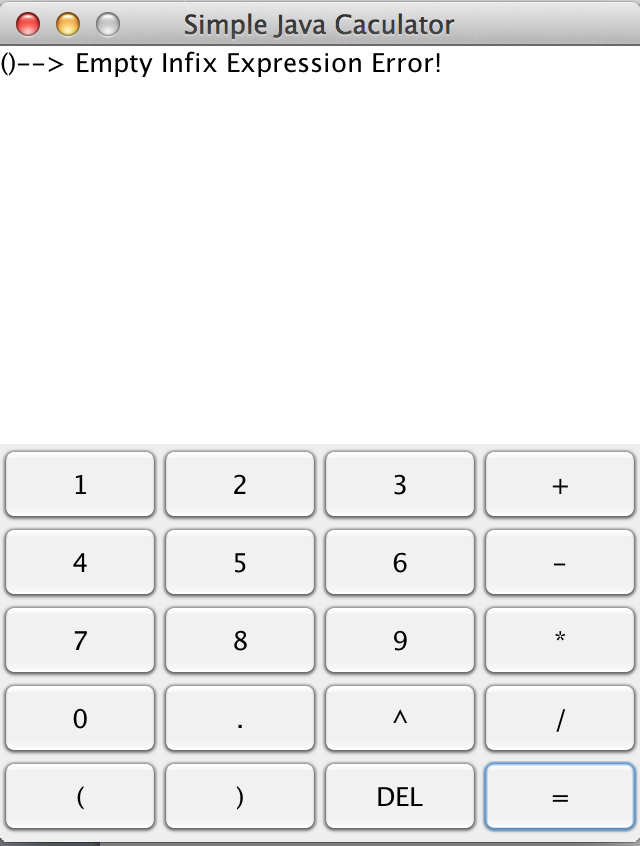 Simple Java Caculator
()--> Empty Infix Expression Error!
1 2 3 +
4 5 6 -
7 8 9 *
0 . ^ /
( ) DEL =